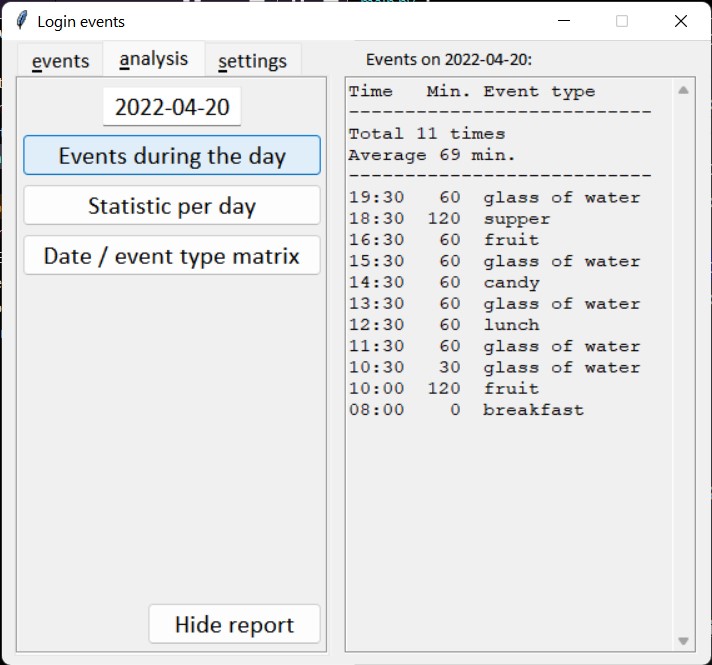 Login events
events analysis settings
2022-04-20
Events during the day
Statistic per day
Date / event type matrix
Hide report
Events on 2022-04-20:
Time   Min. Event type
---------------------------
Total 11 times
Average 69 min.
---------------------------
19:30   60  glass of water
18:30  120  supper
16:30   60  fruit
15:30   60  glass of water
14:30   60  candy
13:30   60  glass of water
12:30   60  lunch
11:30   60  glass of water
10:30   30  glass of water
10:00  120  fruit
08:00    0  breakfast